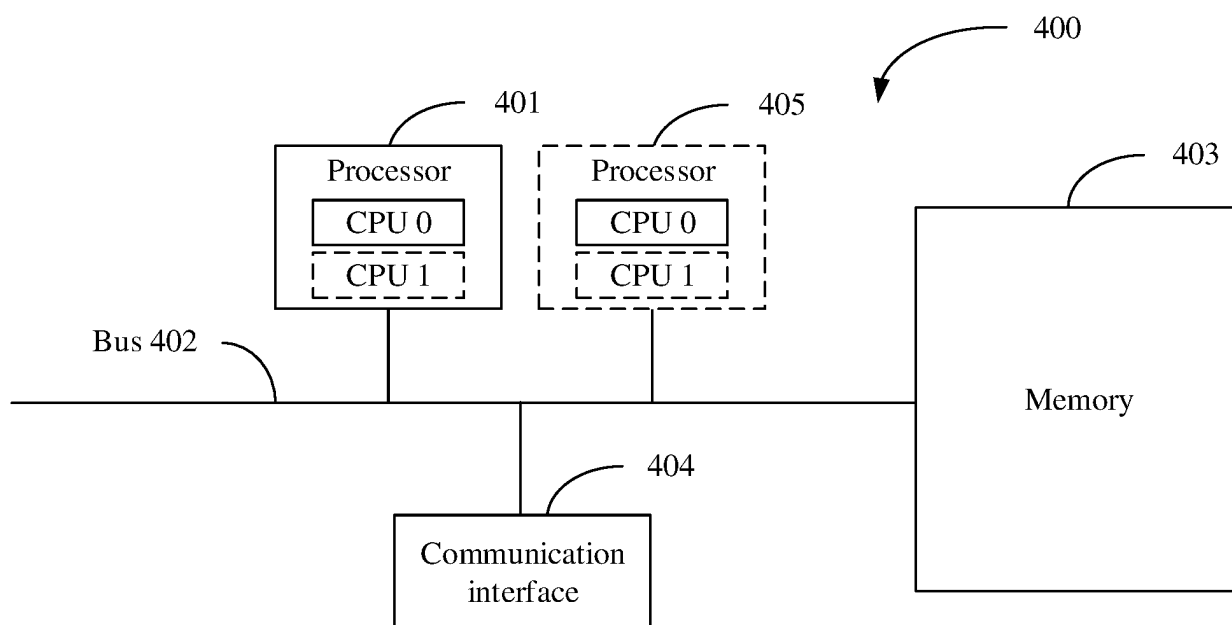 400
401
405
403
Processor
CPU 0
CPU 1
Processor
CPU 0
CPU 1
Bus 402
Memory
404
Communication
interface